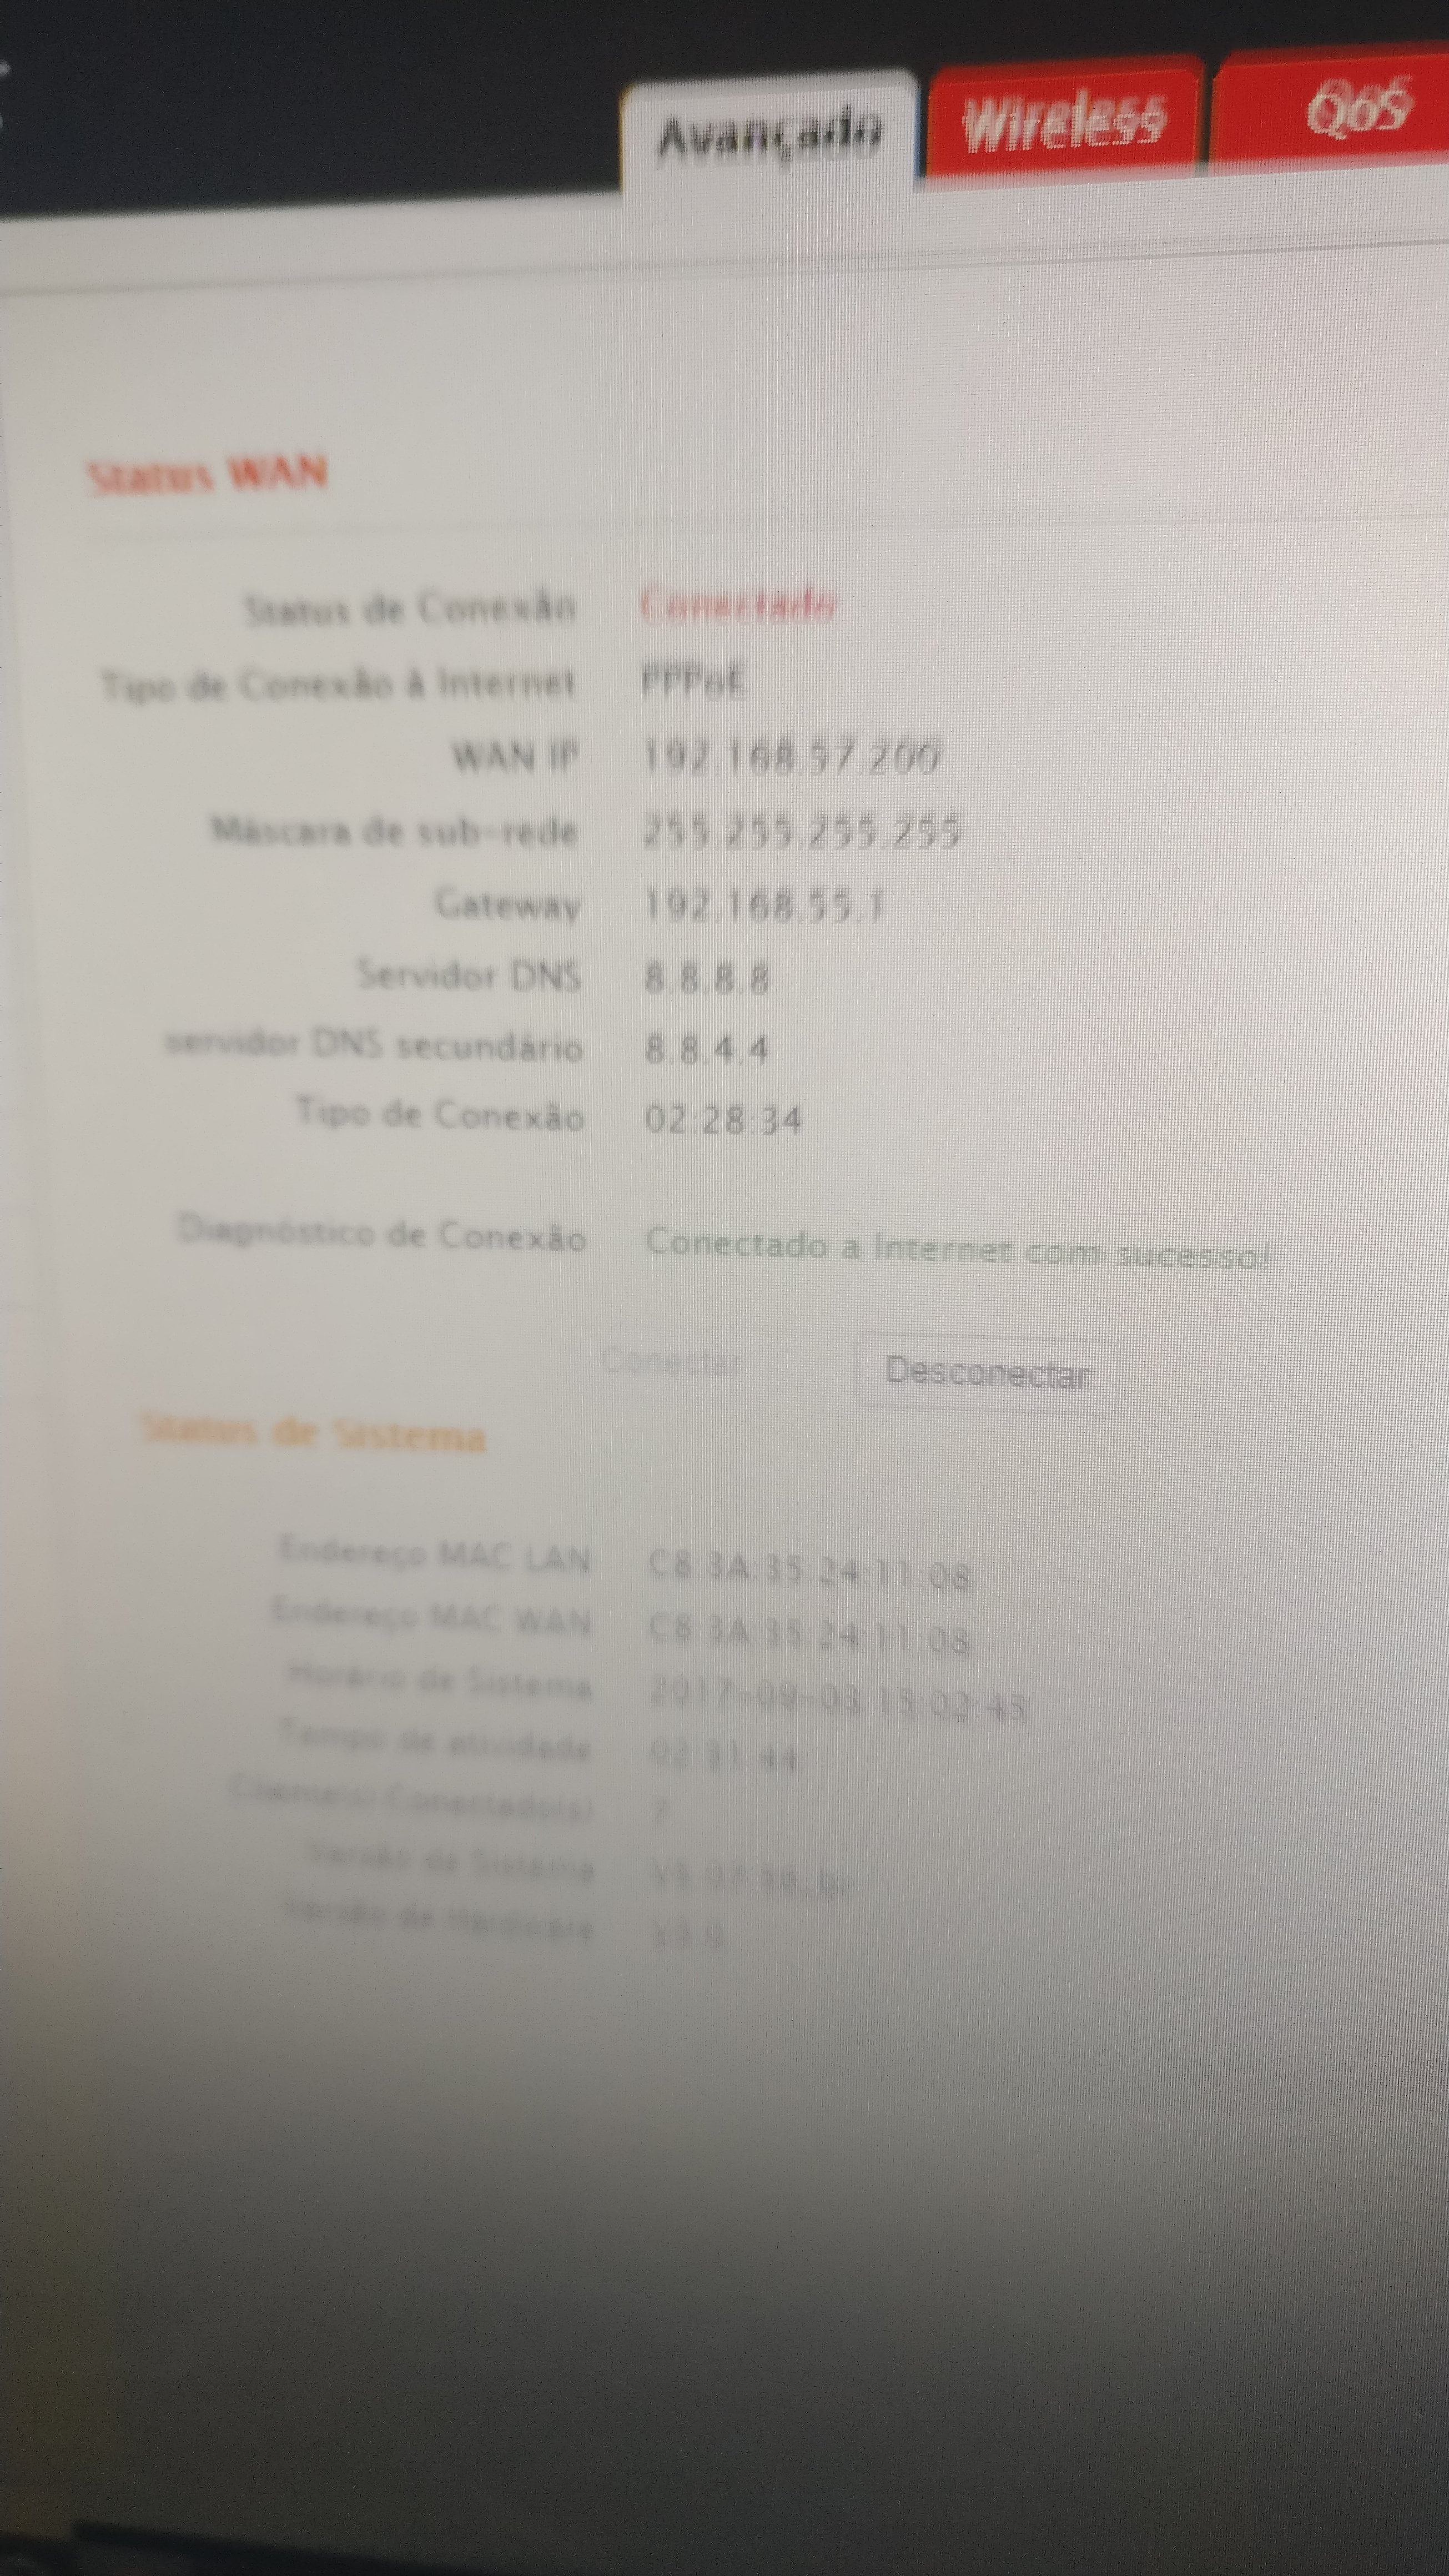 Avançado Wireless QoS
Status WAN
Status de Conexão Conectado
Tipo de Conexão à Internet PPPoE
WAN IP 192.168.57.200
Máscara de sub-rede 255.255.255.255
Gateway 192.168.55.1
Servidor DNS 8.8.8.8
servidor DNS secundário 8.8.4.4
Tipo de Conexão 02:28:34
Diagnóstico de Conexão Conectado a Internet com sucesso!
Conectar Desconectar
Status de Sistema
Endereço MAC LAN C8:3A:35:24:11:08
Endereço MAC WAN C8:3A:35:24:11:08
Horário de Sistema 2017-09-03 15:02:45
Tempo de atividade 02:31:44
Cliente(s) Conectado(s) 7
Versão de Sistema
Versão de Hardware